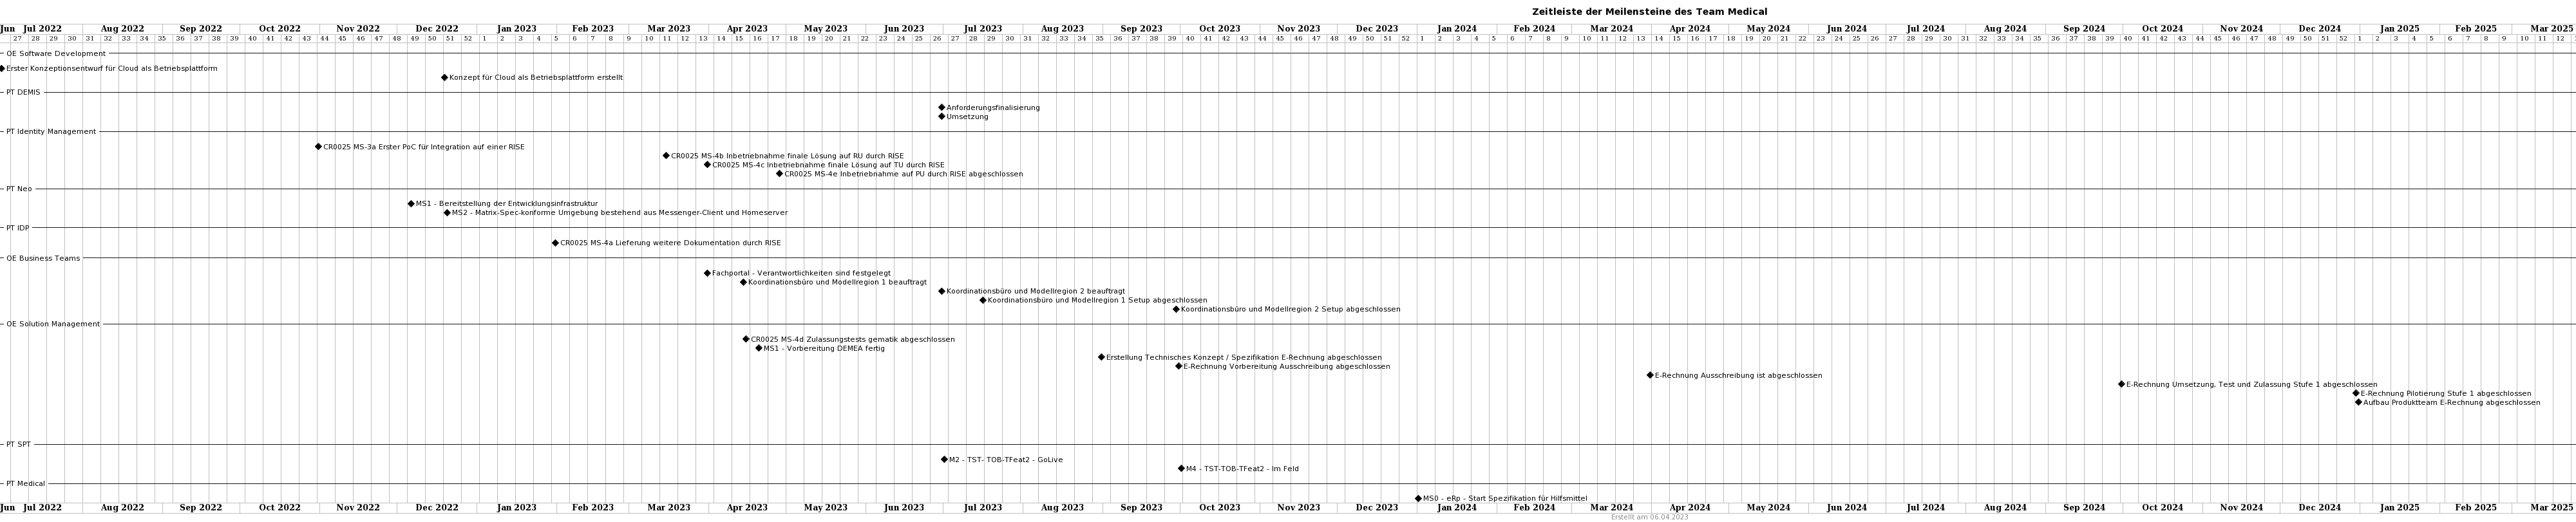 Zeitleiste der Meilensteine des Team Medical
Jun Jul 2022 Aug 2022 Sep 2022 Oct 2022 Nov 2022 Dec 2022 Jan 2023 Feb 2023 Mar 2023 Apr 2023 May 2023 Jun 2023 Jul 2023 Aug 2023 Sep 2023 Oct 2023 Nov 2023 Dec 2023 Jan 2024 Feb 2024 Mar 2024 Apr 2024 May 2024 Jun 2024 Jul 2024 Aug 2024 Sep 2024 Oct 2024 Nov 2024 Dec 2024 Jan 2025 Feb 2025 Mar 2025
27 28 29 30 31 32 33 34 35 36 37 38 39 40 41 42 43 44 45 46 47 48 49 50 51 52 1 2 3 4 5 6 7 8 9 10 11 12 13 14 15 16 17 18 19 20 21 22 23 24 25 26 27 28 29 30 31 32 33 34 35 36 37 38 39 40 41 42 43 44 45 46 47 48 49 50 51 52 1 2 3 4 5 6 7 8 9 10 11 12 13 14 15 16 17 18 19 20 21 22 23 24 25 26 27 28 29 30 31 32 33 34 35 36 37 38 39 40 41 42 43 44 45 46 47 48 49 50 51 52 1 2 3 4 5 6 7 8 9 10 11 12
OE Software Development
Erster Konzeptionsentwurf für Cloud als Betriebsplattform
Konzept für Cloud als Betriebsplattform erstellt
PT DEMIS
Anforderungsfinalisierung
Umsetzung
PT Identity Management
CR0025 MS-3a Erster PoC für Integration auf einer RISE
CR0025 MS-4b Inbetriebnahme finale Lösung auf RU durch RISE
CR0025 MS-4c Inbetriebnahme finale Lösung auf TU durch RISE
CR0025 MS-4e Inbetriebnahme auf PU durch RISE abgeschlossen
PT Neo
MS1 - Bereitstellung der Entwicklungsinfrastruktur
MS2 - Matrix-Spec-konforme Umgebung bestehend aus Messenger-Client und Homeserver
PT IDP
CR0025 MS-4a Lieferung weitere Dokumentation durch RISE
OE Business Teams
Fachportal - Verantwortlichkeiten sind festgelegt
Koordinationsbüro und Modellregion 1 beauftragt
Koordinationsbüro und Modellregion 2 beauftragt
Koordinationsbüro und Modellregion 1 Setup abgeschlossen
Koordinationsbüro und Modellregion 2 Setup abgeschlossen
OE Solution Management
CR0025 MS-4d Zulassungstests gematik abgeschlossen
MS1 - Vorbereitung DEMEA fertig
Erstellung Technisches Konzept / Spezifikation E-Rechnung abgeschlossen
E-Rechnung Vorbereitung Ausschreibung abgeschlossen
E-Rechnung Ausschreibung ist abgeschlossen
E-Rechnung Umsetzung, Test und Zulassung Stufe 1 abgeschlossen
E-Rechnung Pilotierung Stufe 1 abgeschlossen
Aufbau Produktteam E-Rechnung abgeschlossen
PT SPT
M2 - TST- TOB-TFeat2 - GoLive
M4 - TST-TOB-TFeat2 - Im Feld
PT Medical
MS0 - eRp - Start Spezifikation für Hilfsmittel
Jun Jul 2022 Aug 2022 Sep 2022 Oct 2022 Nov 2022 Dec 2022 Jan 2023 Feb 2023 Mar 2023 Apr 2023 May 2023 Jun 2023 Jul 2023 Aug 2023 Sep 2023 Oct 2023 Nov 2023 Dec 2023 Jan 2024 Feb 2024 Mar 2024 Apr 2024 May 2024 Jun 2024 Jul 2024 Aug 2024 Sep 2024 Oct 2024 Nov 2024 Dec 2024 Jan 2025 Feb 2025 Mar 2025
Erstellt am 06.04.2023